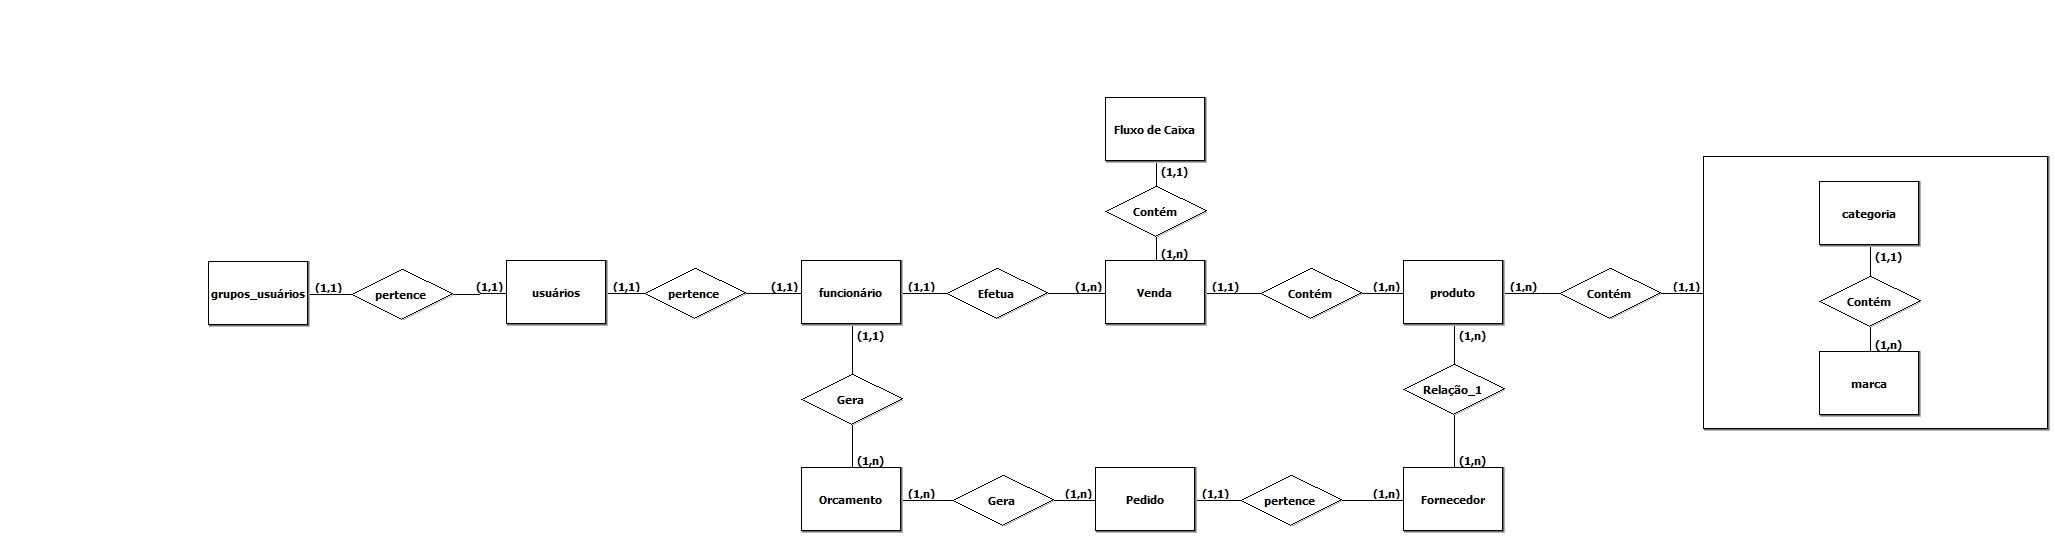 Fluxo de Caixa
(1,1)
Contém
(1,n)
grupos_usuários
(1,1)
pertence
(1,1)
usuários
(1,1)
pertence
(1,1)
funcionário
(1,1)
Efetua
(1,n)
Venda
(1,1)
Contém
(1,n)
produto
(1,n)
Contém
(1,1)
categoria
(1,1)
Contém
(1,n)
marca
(1,1)
Gera
(1,n)
(1,n)
Relação_1
(1,n)
Orcamento
(1,n)
Gera
(1,n)
Pedido
(1,1)
pertence
(1,n)
Fornecedor